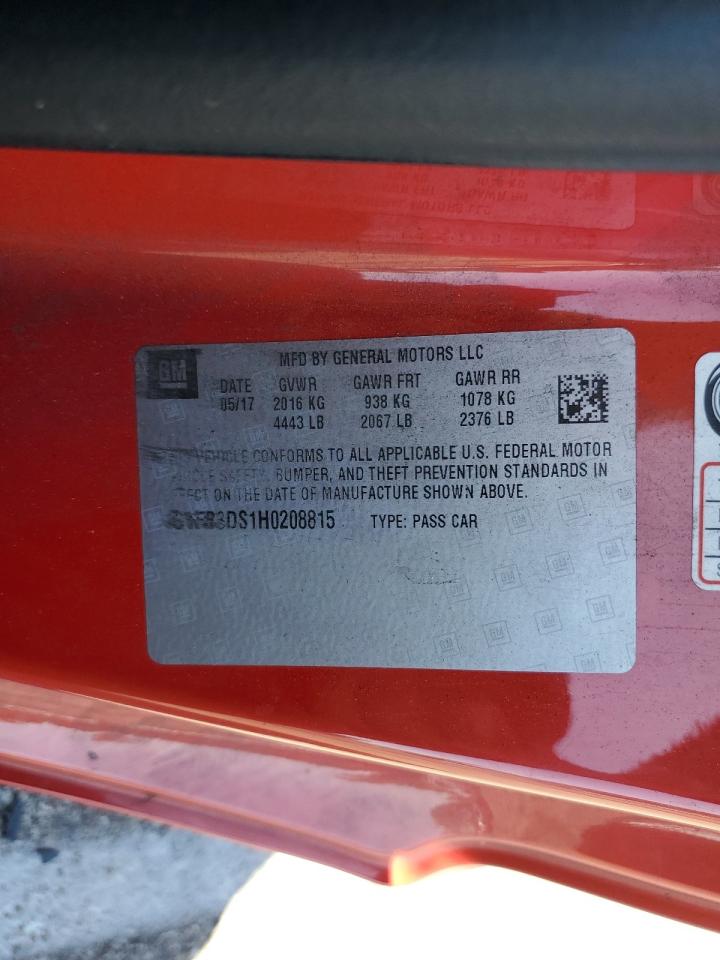 GM
MFD BY GENERAL MOTORS LLC
DATE GVWR GAWR FRT GAWR RR
05/17 2016 KG 938 KG 1078 KG
4443 LB 2067 LB 2376 LB
VEHICLE CONFORMS TO ALL APPLICABLE U.S. FEDERAL MOTOR
SAFETY, BUMPER, AND THEFT PREVENTION STANDARDS IN
ON THE DATE OF MANUFACTURE SHOWN ABOVE.
DS1H0208815 TYPE: PASS CAR